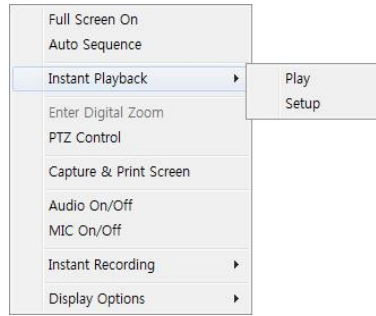 Full Screen On
Auto Sequence
Instant Playback
Play
Setup
Enter Digital Zoom
PTZ Control
Capture & Print Screen
Audio On/Off
MIC On/Off
Instant Recording
Display Options